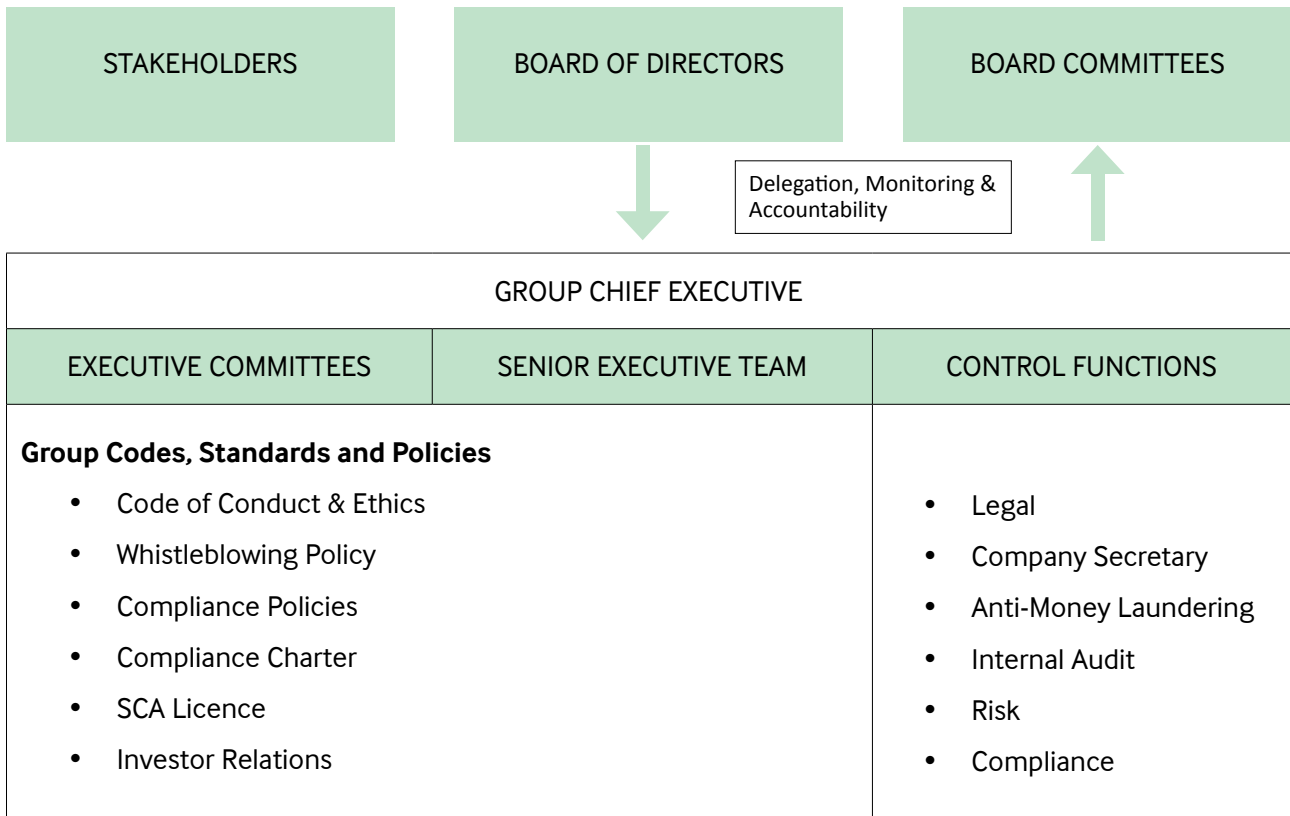 STAKEHOLDERS
BOARD OF DIRECTORS
BOARD COMMITTEES
Delegation, Monitoring &
Accountability
GROUP CHIEF EXECUTIVE
EXECUTIVE COMMITTEES
SENIOR EXECUTIVE TEAM
CONTROL FUNCTIONS
Group Codes, Standards and Policies
• Code of Conduct & Ethics
• Whistleblowing Policy
• Compliance Policies
• Compliance Charter
• SCA Licence
• Investor Relations
• Legal
• Company Secretary
• Anti-Money Laundering
• Internal Audit
• Risk
• Compliance